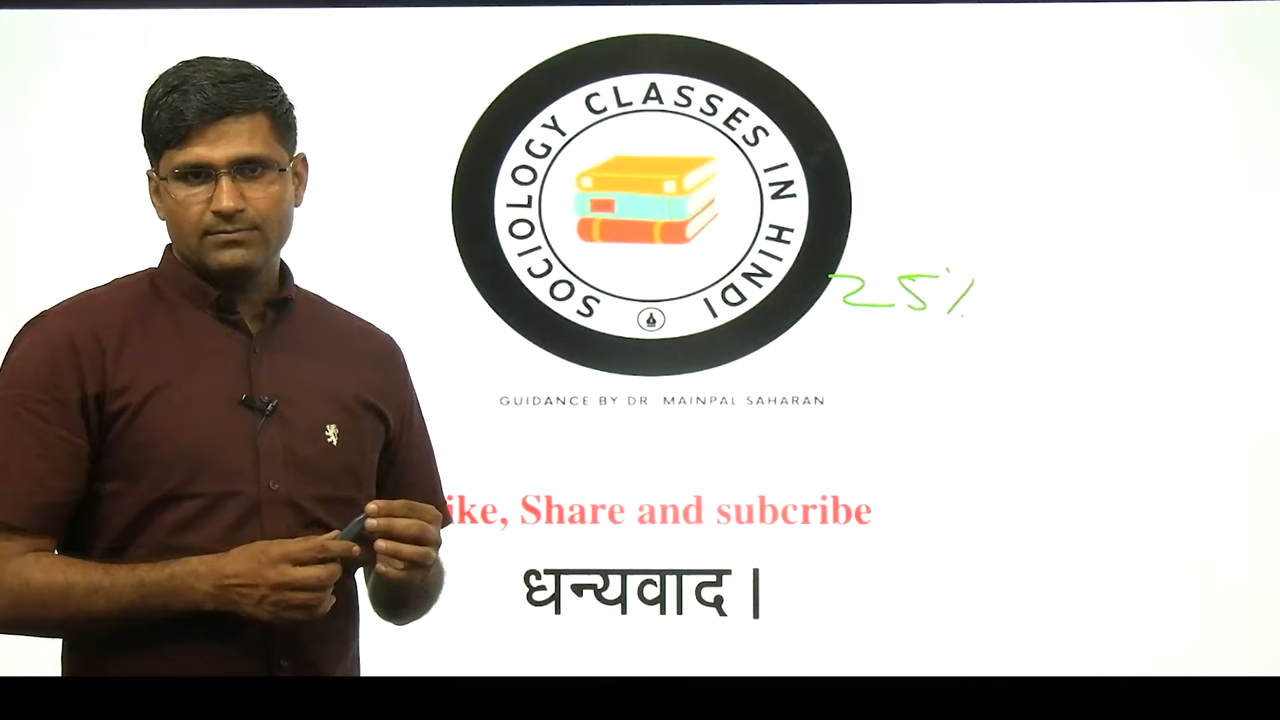 SOCIOLOGY CLASSES IN HINDI
25%
GUIDANCE BY DR MAINPAL SAHARAN
ike, Share and subcribe
धन्यवाद |